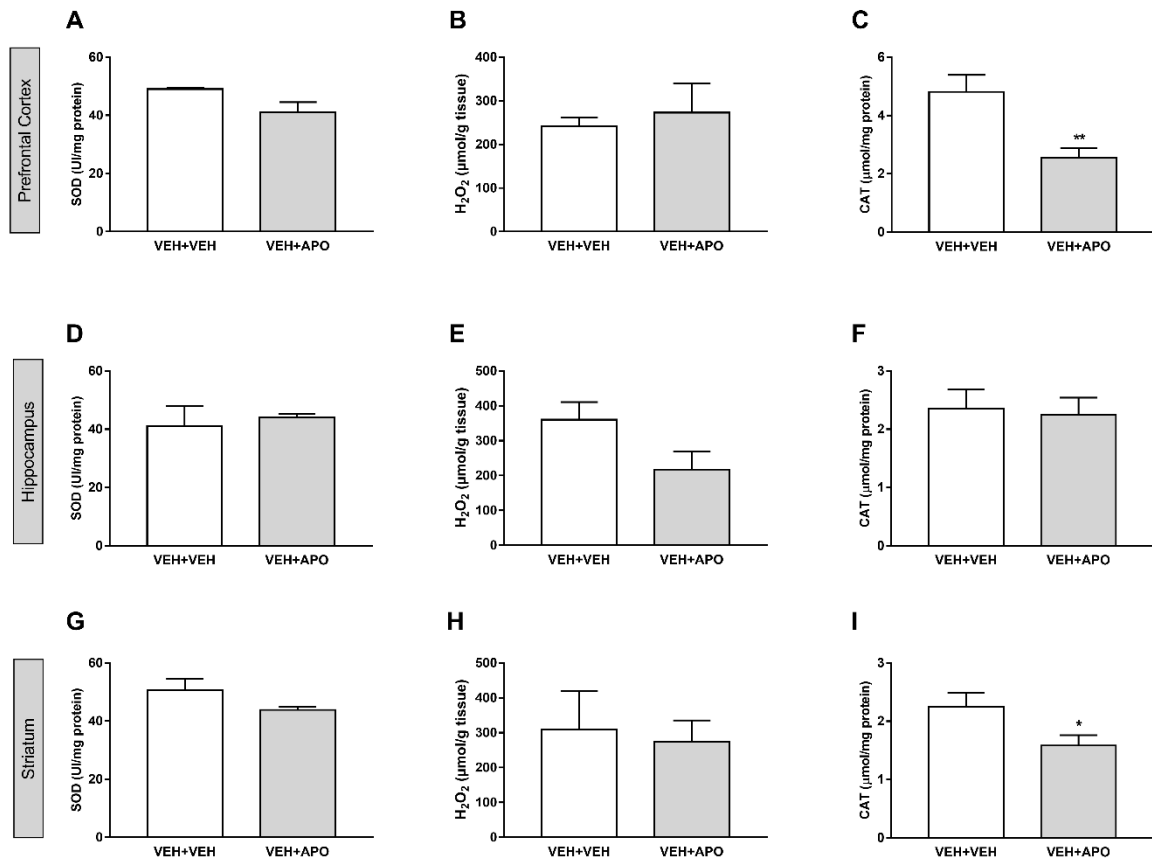 Prefrontal Cortex
A
SOD (UI/mg protein)
60
40
20
0
VEH+VEH VEH+APO
B
H₂O₂ (µmol/g tissue)
400
300
200
100
0
VEH+VEH VEH+APO
C
CAT (µmol/mg protein)
6
4
2
0
**
VEH+VEH VEH+APO
Hippocampus
D
SOD (UI/mg protein)
60
40
20
0
VEH+VEH VEH+APO
E
H₂O₂ (µmol/g tissue)
500
400
300
200
100
0
VEH+VEH VEH+APO
F
CAT (µmol/mg protein)
3
2
1
0
VEH+VEH VEH+APO
Striatum
G
SOD (UI/mg protein)
60
40
20
0
VEH+VEH VEH+APO
H
H₂O₂ (µmol/g tissue)
500
400
300
200
100
0
VEH+VEH VEH+APO
I
CAT (µmol/mg protein)
3
2
1
0
*
VEH+VEH VEH+APO